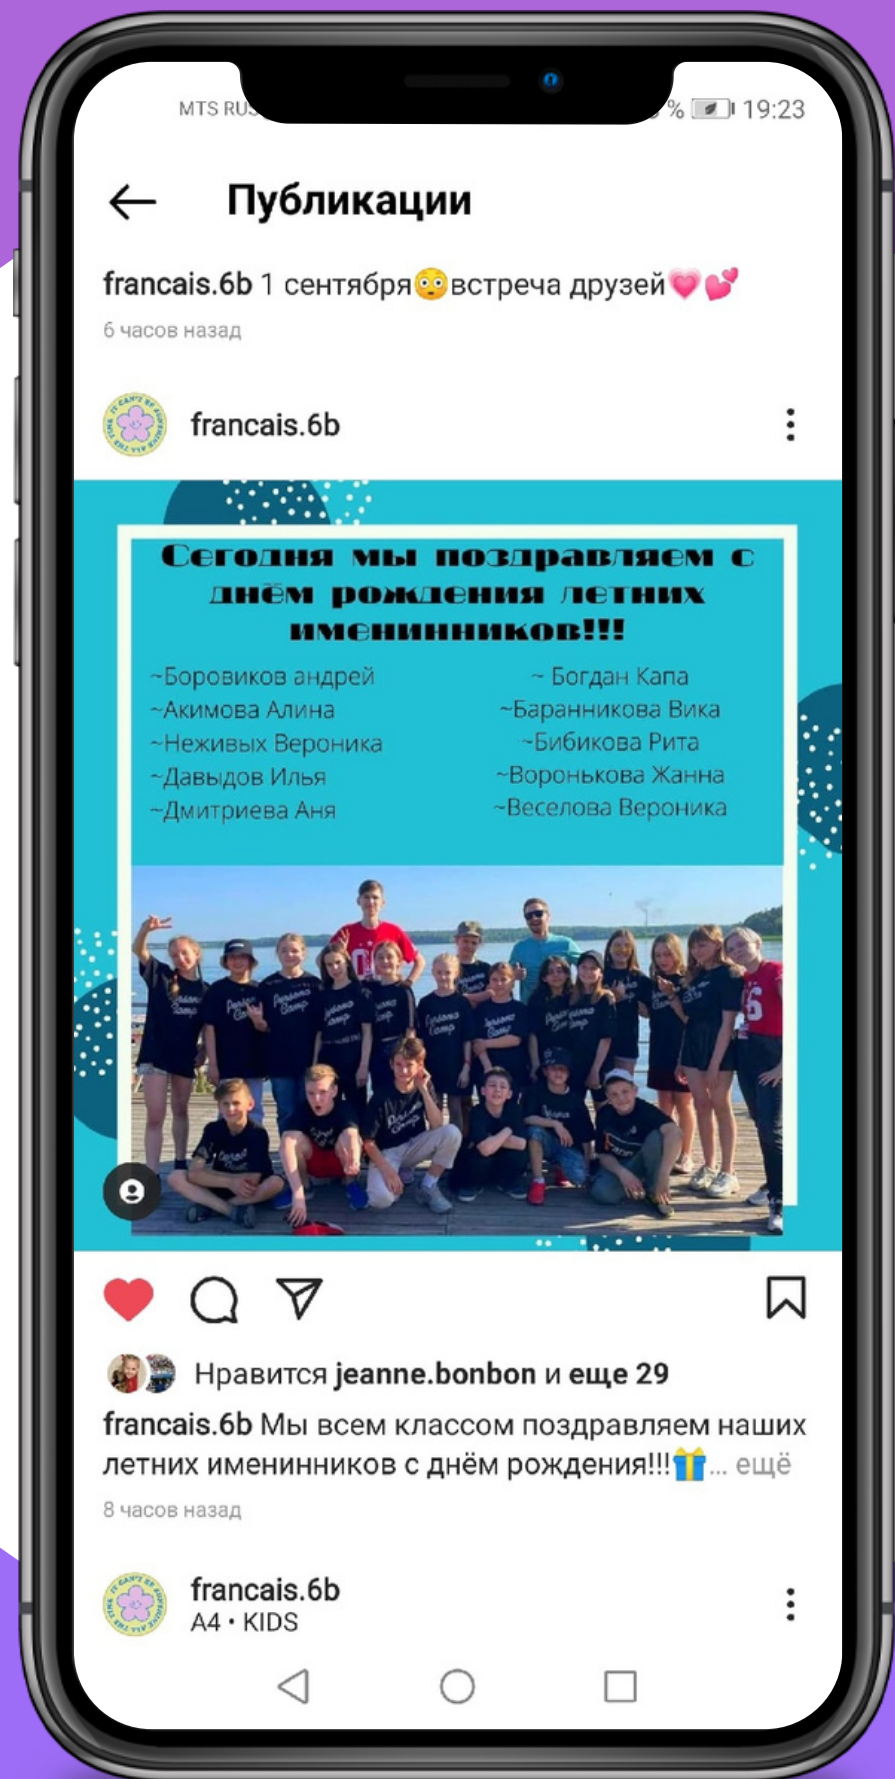 MTS RUS
% 19:23
Публикации
francais.6b 1 сентября😳встреча друзей💗💕
6 часов назад
francais.6b
Сегодня мы поздравляем с
днём рождения летних
именинников!!!
~Боровиков андрей
~Акимова Алина
~Неживых Вероника
~Давыдов Илья
~Дмитриева Аня
~ Богдан Капа
~Баранникова Вика
~Бибикова Рита
~Воронькова Жанна
~Веселова Вероника
Persona
Camp
Нравится jeanne.bonbon и еще 29
francais.6b Мы всем классом поздравляем наших
летних именинников с днём рождения!!!🎁... ещё
8 часов назад
francais.6b
A4 • KIDS